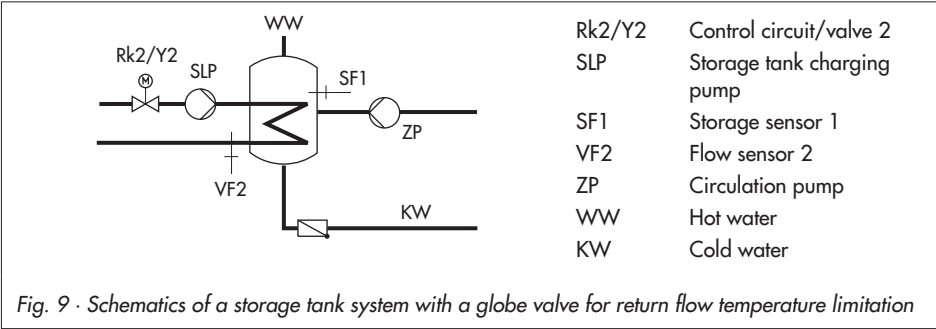 WW
Rk2/Y2
M
SLP
SF1
ZP
VF2
KW
Rk2/Y2 Control circuit/valve 2
SLP Storage tank charging
pump
SF1 Storage sensor 1
VF2 Flow sensor 2
ZP Circulation pump
WW Hot water
KW Cold water
Fig. 9 · Schematics of a storage tank system with a globe valve for return flow temperature limitation